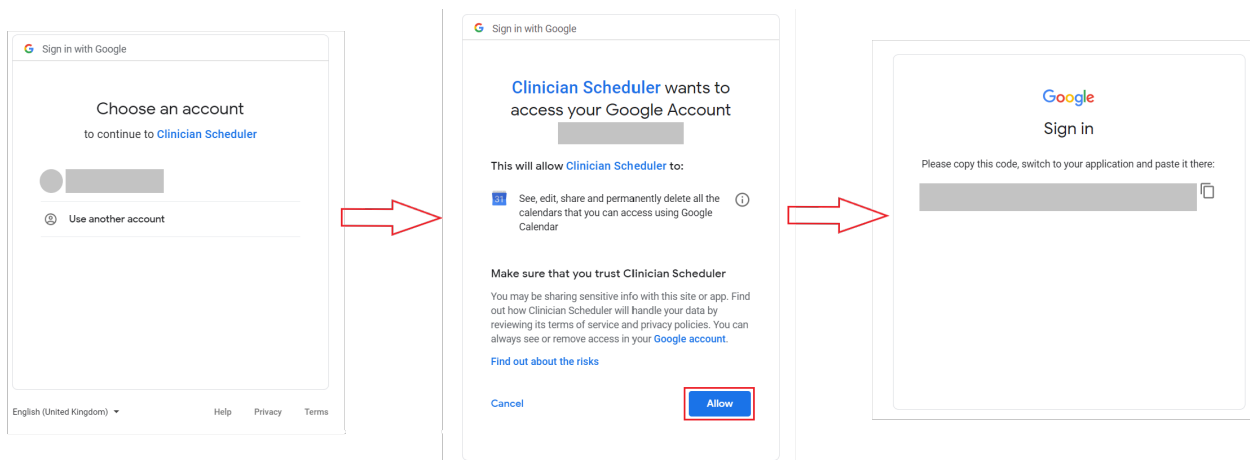 Sign in with Google
Choose an account
to continue to Clinician Scheduler
Use another account
English (United Kingdom)
Help Privacy Terms
Sign in with Google
Clinician Scheduler wants to
access your Google Account
This will allow Clinician Scheduler to:
31
See, edit, share and permanently delete all the
calendars that you can access using Google
Calendar
Make sure that you trust Clinician Scheduler
You may be sharing sensitive info with this site or app. Find
out how Clinician Scheduler will handle your data by
reviewing its terms of service and privacy policies. You can
always see or remove access in your Google account.
Find out about the risks
Cancel
Allow
Google
Sign in
Please copy this code, switch to your application and paste it there: